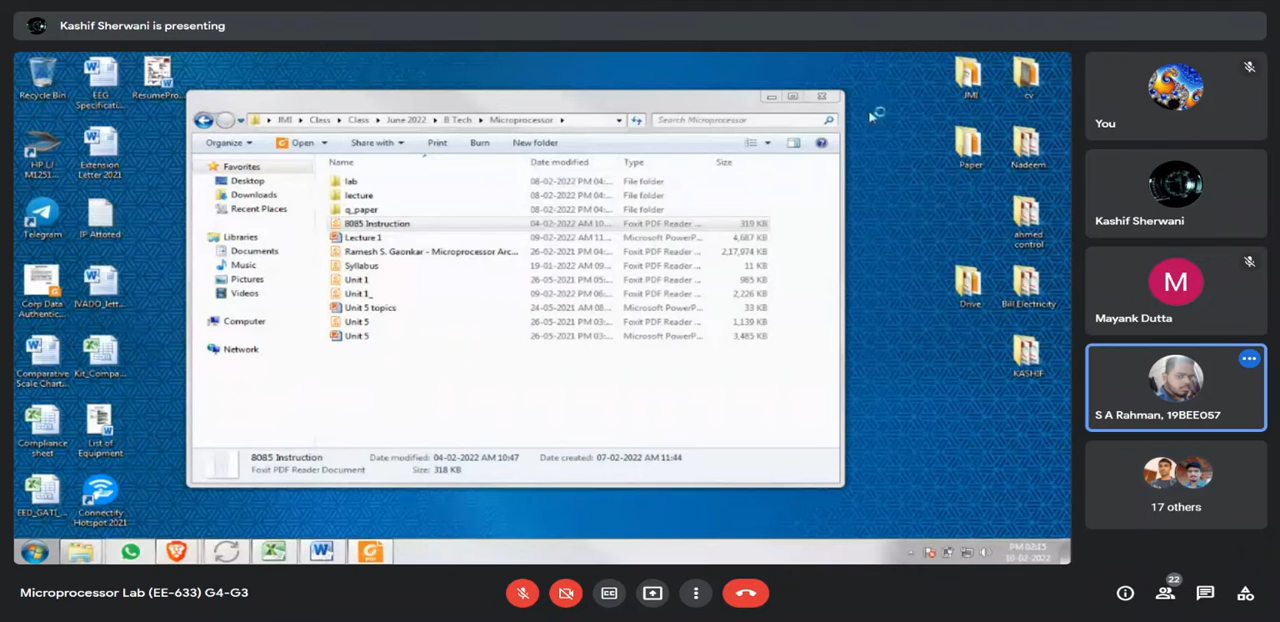 Kashif Sherwani is presenting
Recycle Bin
EEG
Specificati...
ResumePro...
HP LJ
M1251...
Extension
Letter 2021
Telegram
IP Attoted
Corp Data
Authentic...
IVADO_lett...
Comparative
Scale Chart...
Kit_Compa...
Compliance
sheet
List of
Equipment
EED_GATI_...
Connectify
Hotspot 2021
JMI Class Class June 2022 B Tech Microprocessor
Search Microprocessor
Organize Open Share with Print Burn New folder
Favorites
Desktop
Downloads
Recent Places
Libraries
Documents
Music
Pictures
Videos
Computer
Network
Name Date modified Type Size
lab 08-02-2022 PM 04:... File folder
lecture 08-02-2022 PM 04:... File folder
q_paper 08-02-2022 PM 04:... File folder
8085 Instruction 04-02-2022 AM 10... Foxit PDF Reader ... 319 KB
Lecture 1 09-02-2022 AM 11... Microsoft PowerP... 4,687 KB
Ramesh S. Gaonkar - Microprocessor Arc... 26-02-2021 PM 04:... Foxit PDF Reader ... 2,17,974 KB
Syllabus 19-01-2022 AM 09... Foxit PDF Reader ... 11 KB
Unit 1 26-05-2021 PM 05:... Foxit PDF Reader ... 985 KB
Unit 1_ 09-02-2022 PM 06:... Foxit PDF Reader ... 2,226 KB
Unit 5 topics 24-05-2021 AM 08... Microsoft PowerP... 33 KB
Unit 5 26-05-2021 PM 03:... Foxit PDF Reader ... 1,139 KB
Unit 5 26-05-2021 PM 03:... Microsoft PowerP... 3,485 KB
8085 Instruction Date modified: 04-02-2022 AM 10:47 Date created: 07-02-2022 AM 11:44
Foxit PDF Reader Document Size: 318 KB
JMI
cv
Paper
Nadeem
ahmed
control
Drive
Bill Electricity
KASHIF
PM 02:15
10-02-2022
You
Kashif Sherwani
M
Mayank Dutta
S A Rahman, 19BEE057
17 others
Microprocessor Lab (EE-633) G4-G3
22